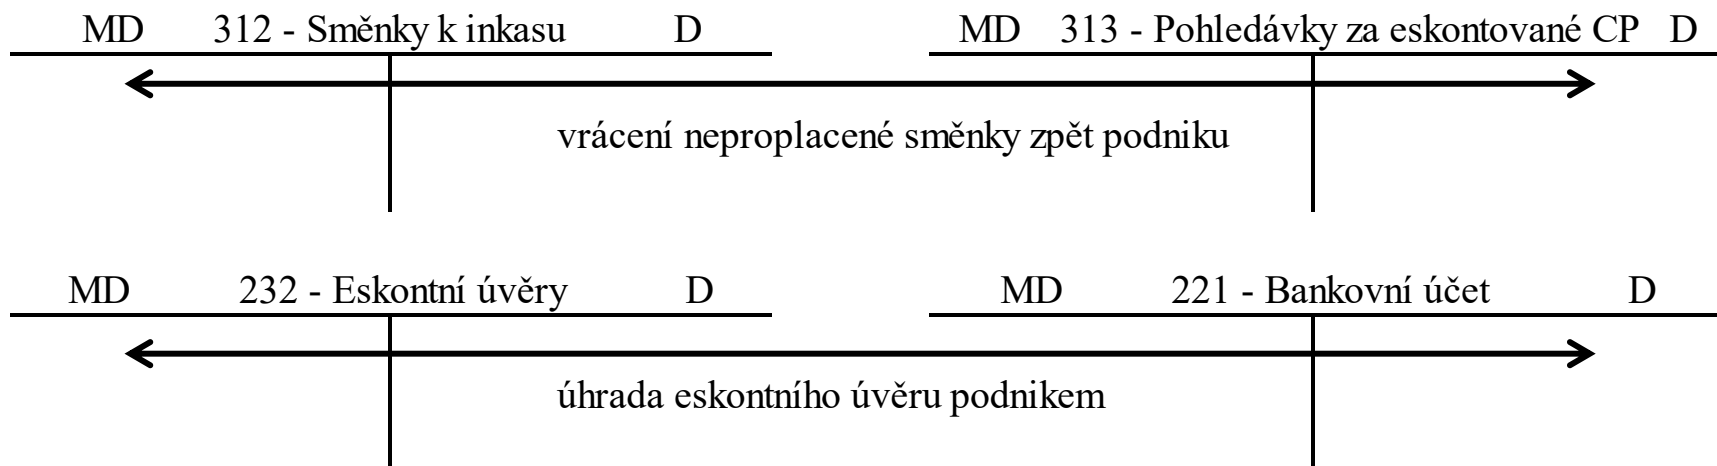 MD 312 - Směnky k inkasu D MD 313 - Pohledávky za eskontované CP D
vrácení neproplacené směnky zpět podniku
MD 232 - Eskontní úvěry D MD 221 - Bankovní účet D
úhrada eskontního úvěru podnikem